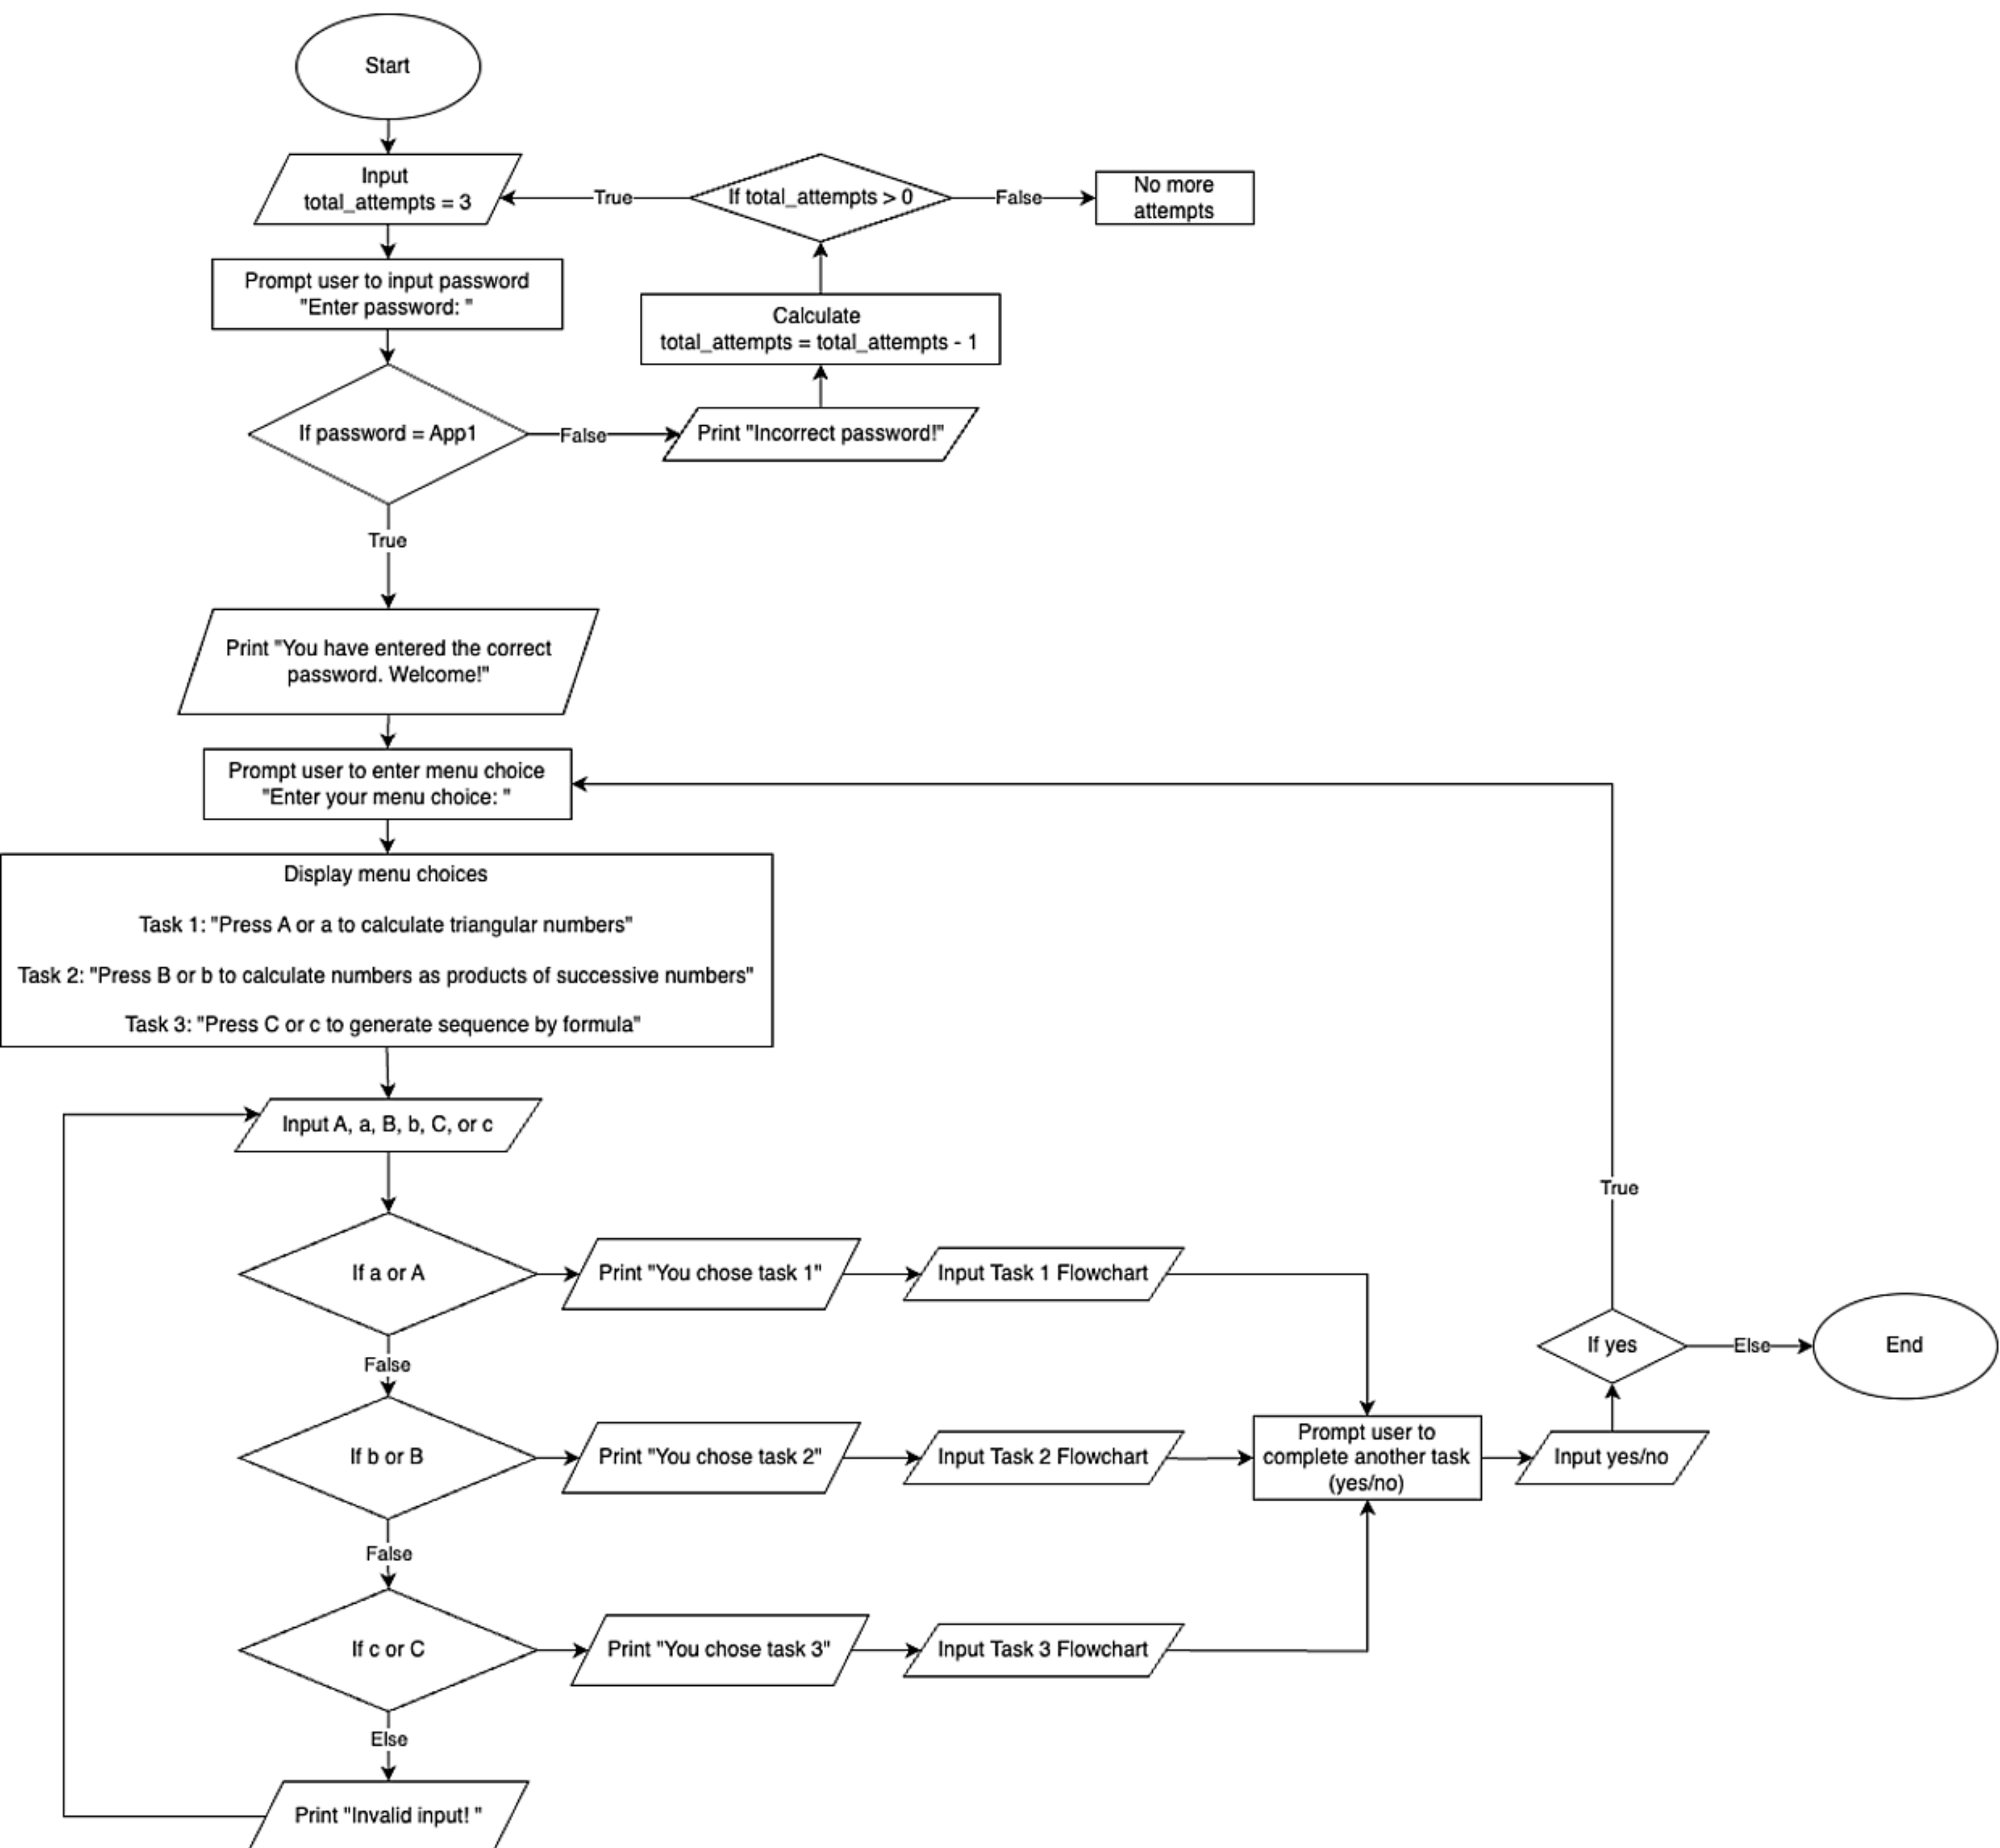 Start
Input
total_attempts = 3
True
If total_attempts > 0
False
No more
attempts
Prompt user to input password
"Enter password: "
Calculate
total_attempts = total_attempts - 1
If password = App1
False
Print "Incorrect password!"
True
Print "You have entered the correct
password. Welcome!"
Prompt user to enter menu choice
"Enter your menu choice: "
Display menu choices
Task 1: "Press A or a to calculate triangular numbers"
Task 2: "Press B or b to calculate numbers as products of successive numbers"
Task 3: "Press C or c to generate sequence by formula"
Input A, a, B, b, C, or c
True
If a or A
Print "You chose task 1"
Input Task 1 Flowchart
If yes
Else
End
False
If b or B
Print "You chose task 2"
Input Task 2 Flowchart
Prompt user to
complete another task
(yes/no)
Input yes/no
False
If c or C
Print "You chose task 3"
Input Task 3 Flowchart
Else
Print "Invalid input! "